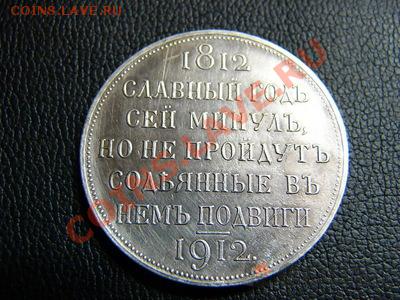 COINS.LAVE.RU
1812
СЛАВНЫЙ ГОДЪ
СЕЙ МИНУЛЪ,
НО НЕ ПРОЙДУТЪ
СОДѢЯННЫЕ ВЪ
НЕМЪ ПОДВИГИ
1912.
COINS.LAVE.RU